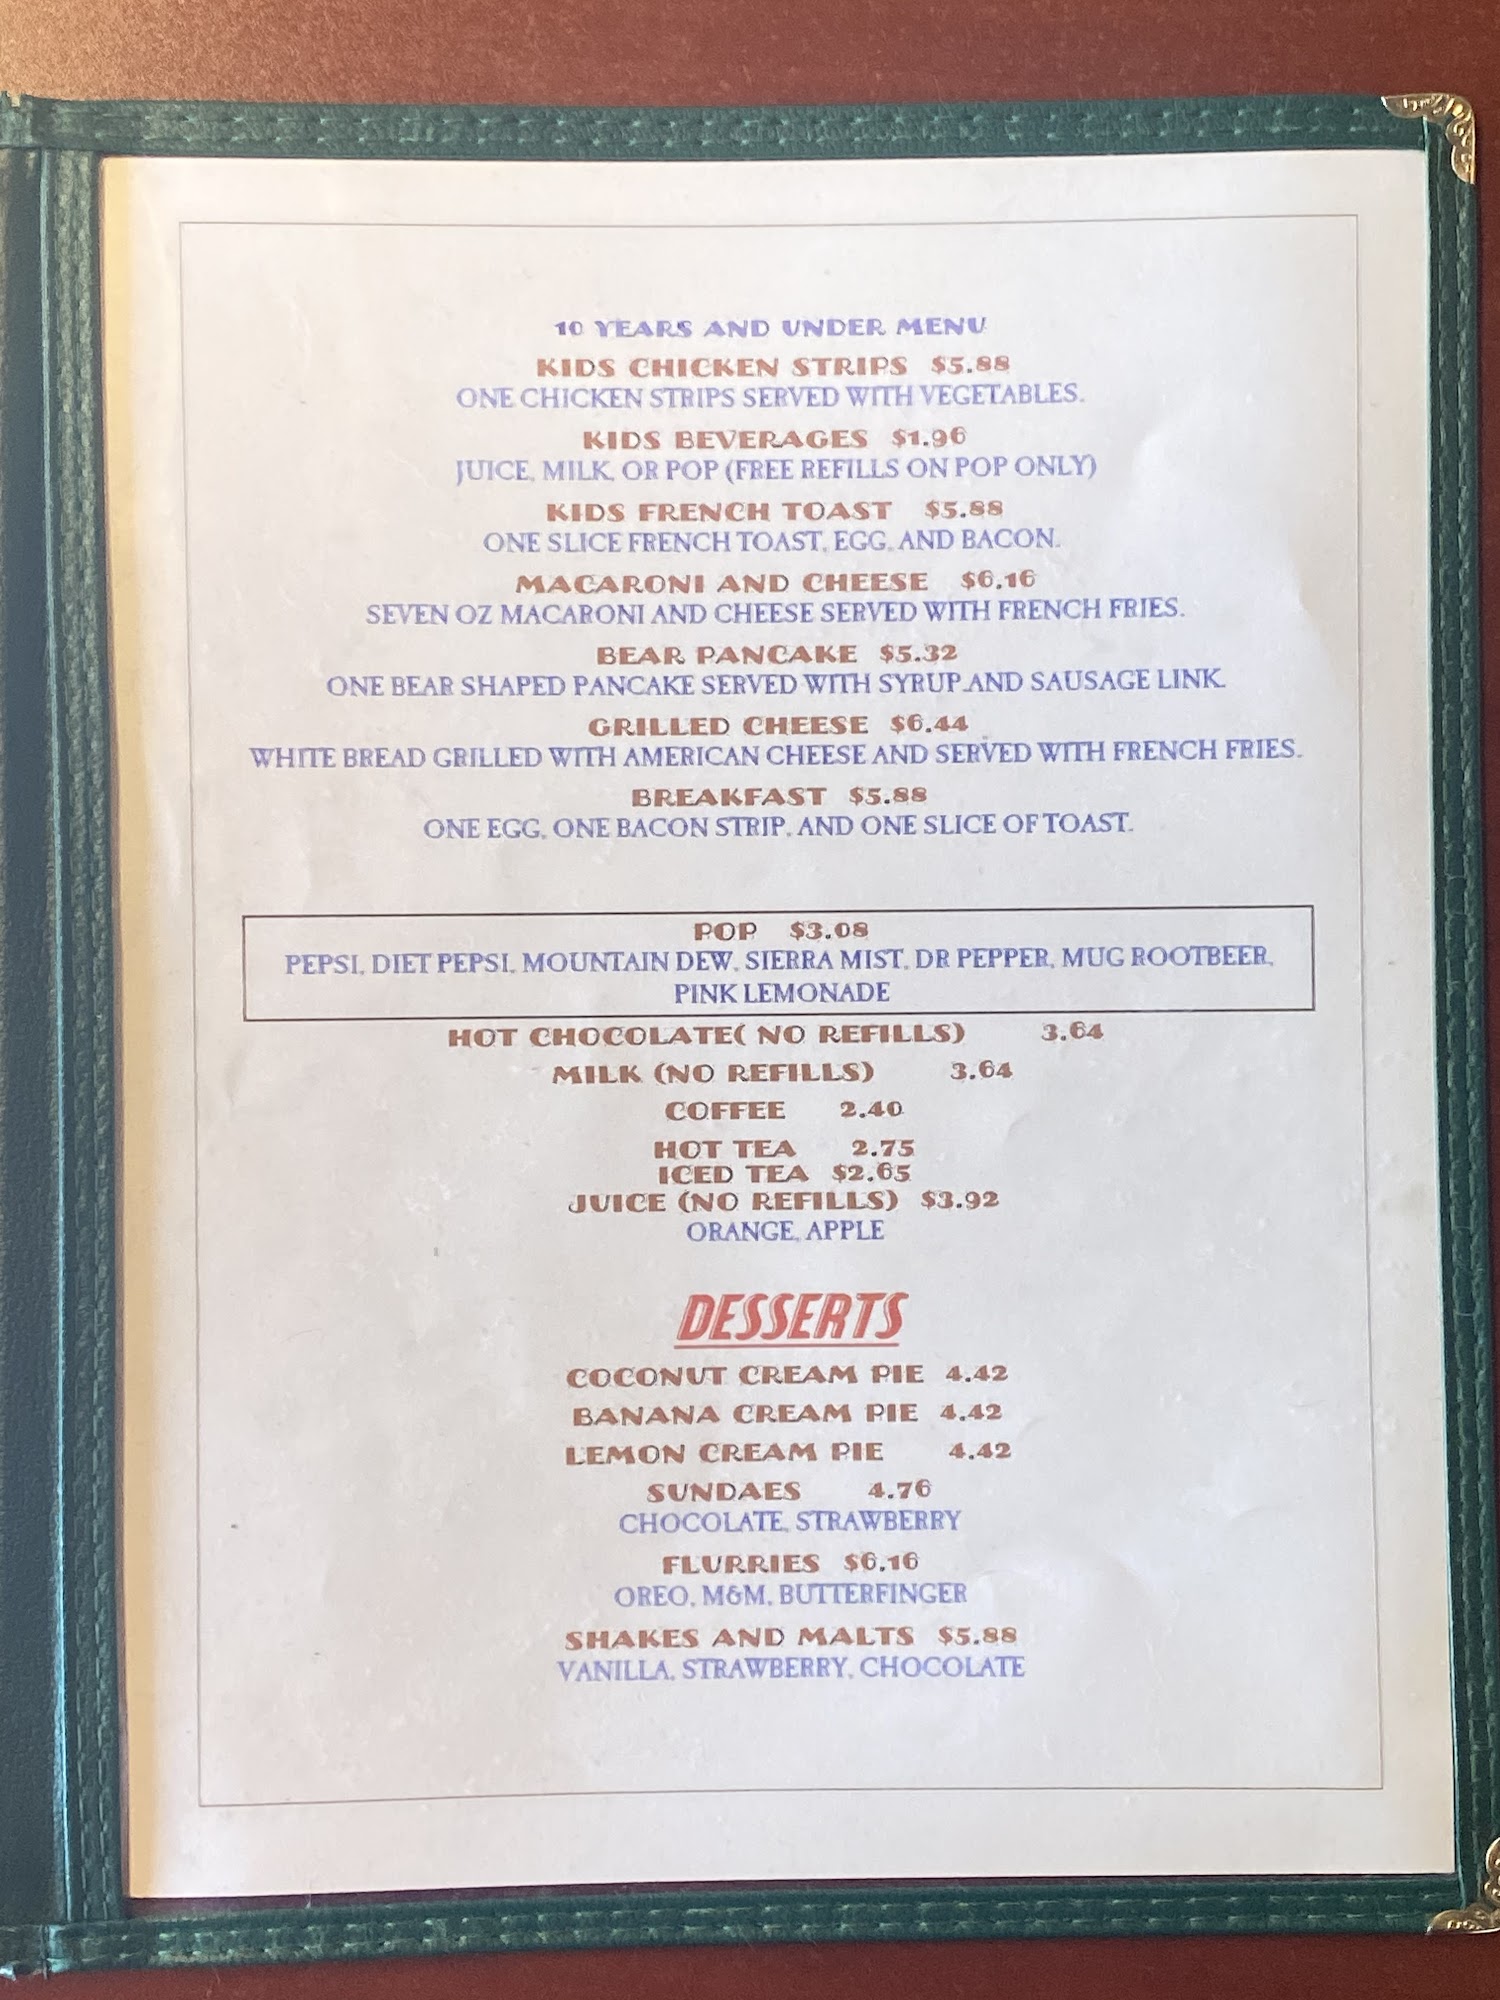 10 YEARS AND UNDER MENU
KIDS CHICKEN STRIPS $5.88
ONE CHICKEN STRIPS SERVED WITH VEGETABLES.
KIDS BEVERAGES $1.96
JUICE, MILK, OR POP (FREE REFILLS ON POP ONLY)
KIDS FRENCH TOAST $5.88
ONE SLICE FRENCH TOAST, EGG, AND BACON.
MACARONI AND CHEESE $6.16
SEVEN OZ MACARONI AND CHEESE SERVED WITH FRENCH FRIES.
BEAR PANCAKE $5.32
ONE BEAR SHAPED PANCAKE SERVED WITH SYRUP AND SAUSAGE LINK.
GRILLED CHEESE $6.44
WHITE BREAD GRILLED WITH AMERICAN CHEESE AND SERVED WITH FRENCH FRIES.
BREAKFAST $5.88
ONE EGG, ONE BACON STRIP, AND ONE SLICE OF TOAST.
POP $3.08
PEPSI, DIET PEPSI, MOUNTAIN DEW, SIERRA MIST, DR PEPPER, MUG ROOTBEER,
PINK LEMONADE
HOT CHOCOLATE( NO REFILLS) 3.64
MILK (NO REFILLS) 3.64
COFFEE 2.40
HOT TEA 2.75
ICED TEA $2.65
JUICE (NO REFILLS) $3.92
ORANGE, APPLE
DESSERTS
COCONUT CREAM PIE 4.42
BANANA CREAM PIE 4.42
LEMON CREAM PIE 4.42
SUNDAES 4.76
CHOCOLATE, STRAWBERRY
FLURRIES $6.16
OREO, M&M, BUTTERFINGER
SHAKES AND MALTS $5.88
VANILLA, STRAWBERRY, CHOCOLATE